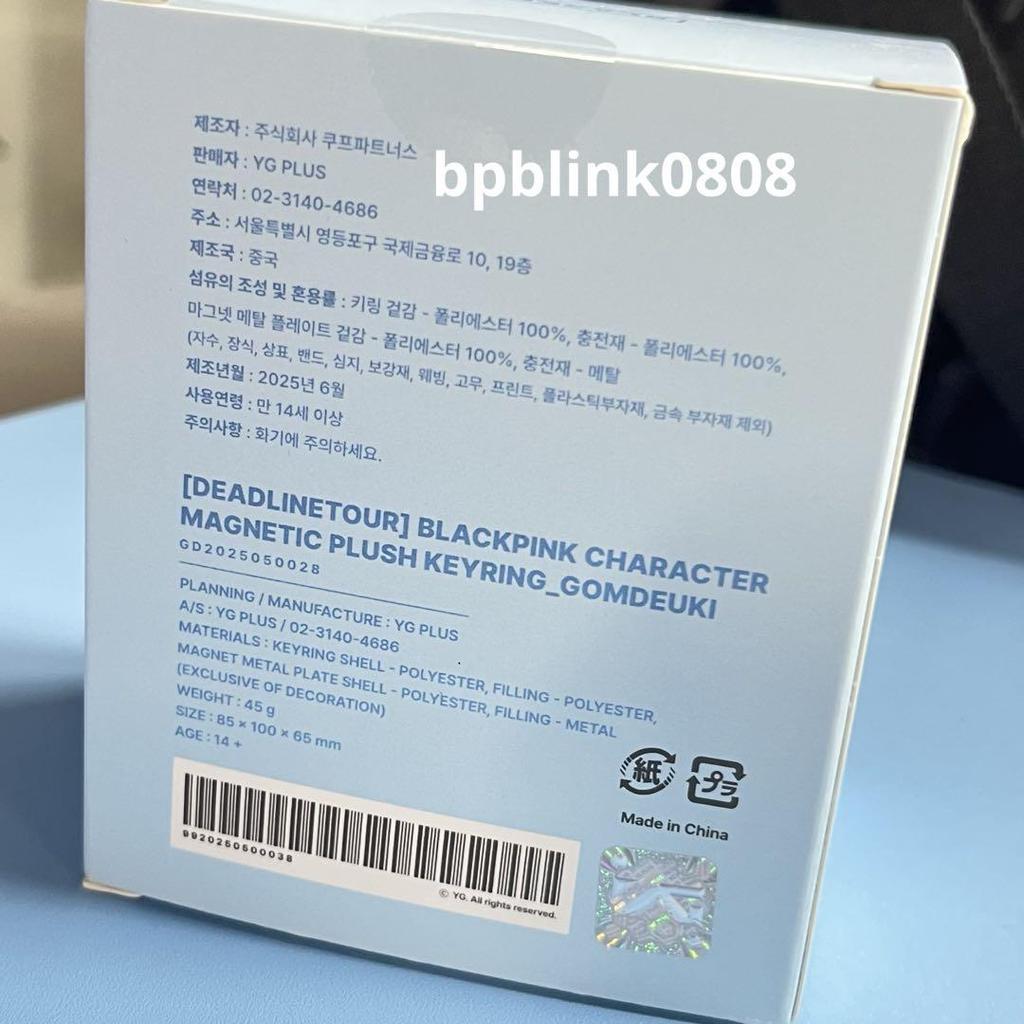 제조자 : 주식회사 쿠프파트너스
판매자 : YG PLUS
연락처 : 02-3140-4686
주소 : 서울특별시 영등포구 국제금융로 10, 19층
제조국 : 중국
섬유의 조성 및 혼용률 : 키링 겉감 - 폴리에스터 100%, 충전재 - 폴리에스터 100%,
마그넷 메탈 플레이트 겉감 - 폴리에스터 100%, 충전재 - 메탈
(자수, 장식, 상표, 밴드, 심지, 보강재, 웨빙, 고무, 프린트, 플라스틱부자재, 금속 부자재 제외)
제조년월 : 2025년 6월
사용연령 : 만 14세 이상
주의사항 : 화기에 주의하세요.
bpblink0808
[DEADLINETOUR] BLACKPINK CHARACTER
MAGNETIC PLUSH KEYRING_GOMDEUKI
GD2025050028
PLANNING / MANUFACTURE : YG PLUS
A/S : YG PLUS / 02-3140-4686
MATERIALS : KEYRING SHELL - POLYESTER, FILLING - POLYESTER,
MAGNET METAL PLATE SHELL - POLYESTER, FILLING - METAL
(EXCLUSIVE OF DECORATION)
WEIGHT : 45 g
SIZE : 85 × 100 × 65 mm
AGE : 14 +
紙
プラ
Made in China
9920250500038
© YG. All rights reserved.